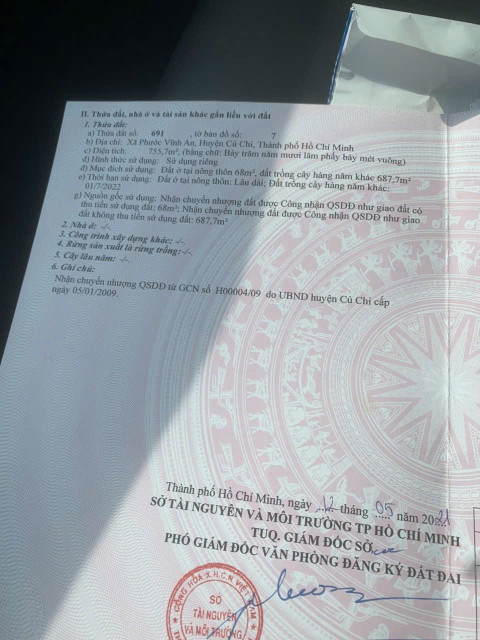 II. Thửa đất, nhà ở và tài sản khác gắn liền với đất
1. Thửa đất:
a) Thửa đất số: 691 , tờ bản đồ số: 7
b) Địa chỉ: Xã Phước Vĩnh An, Huyện Củ Chi, Thành phố Hồ Chí Minh
c) Diện tích: 755,7m², (bằng chữ: Bảy trăm năm mươi lăm phẩy bảy mét vuông)
d) Hình thức sử dụng: Sử dụng riêng
đ) Mục đích sử dụng: Đất ở tại nông thôn 68m², đất trồng cây hàng năm khác 687,7m²
e) Thời hạn sử dụng: Đất ở tại nông thôn: Lâu dài; Đất trồng cây hàng năm khác:
01/7/2022
g) Nguồn gốc sử dụng: Nhận chuyển nhượng đất được Công nhận QSDĐ như giao đất có
thu tiền sử dụng đất: 68m²; Nhận chuyển nhượng đất được Công nhận QSDĐ như giao
đất không thu tiền sử dụng đất: 687,7m²
2. Nhà ở: -/-.
3. Công trình xây dựng khác: -/-.
4. Rừng sản xuất là rừng trồng: -/-.
5. Cây lâu năm: -/-.
6. Ghi chú:
Nhận chuyển nhượng QSDĐ từ GCN số H00004/09 do UBND huyện Củ Chi cấp
ngày 05/01/2009.
Thành phố Hồ Chí Minh, ngày 12 tháng 05 năm 2021
SỞ TÀI NGUYÊN VÀ MÔI TRƯỜNG TP HỒ CHÍ MINH
TUQ. GIÁM ĐỐC SỞ
PHÓ GIÁM ĐỐC VĂN PHÒNG ĐĂNG KÝ ĐẤT ĐAI
CỘNG HÒA X.H.C.N VIỆT NAM
SỞ
TÀI NGUYÊN
VÀ MÔI TRƯỜNG